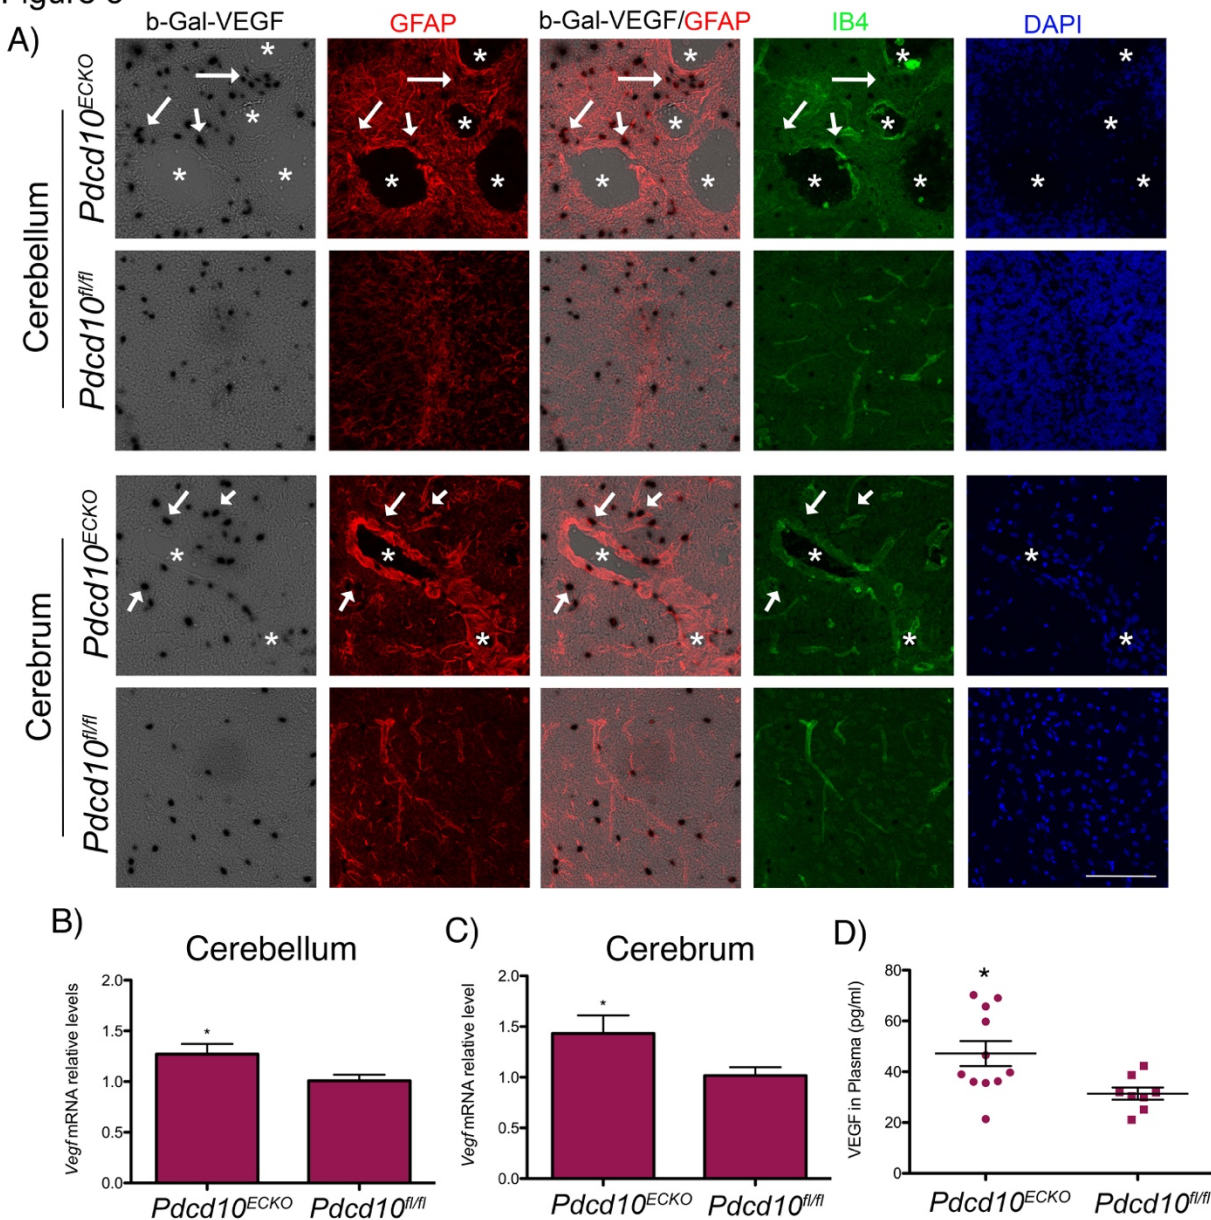 A)
b-Gal-VEGF GFAP b-Gal-VEGF/GFAP IB4 DAPI
Cerebellum
Pdcd10ECKO
* * * *
* * * *
* * * *
* * * *
* * * *
Pdcd10fl/fl
Cerebrum
Pdcd10ECKO
* *
* *
* *
* *
* *
Pdcd10fl/fl
B)
Cerebellum
Vegf mRNA relative levels
2.0
1.5
1.0
0.5
0.0
*
Pdcd10ECKO Pdcd10fl/fl
C)
Cerebrum
Vegf mRNA relative level
2.0
1.5
1.0
0.5
0.0
*
Pdcd10ECKO Pdcd10fl/fl
D)
VEGF in Plasma (pg/ml)
80
60
40
20
0
*
Pdcd10ECKO Pdcd10fl/fl